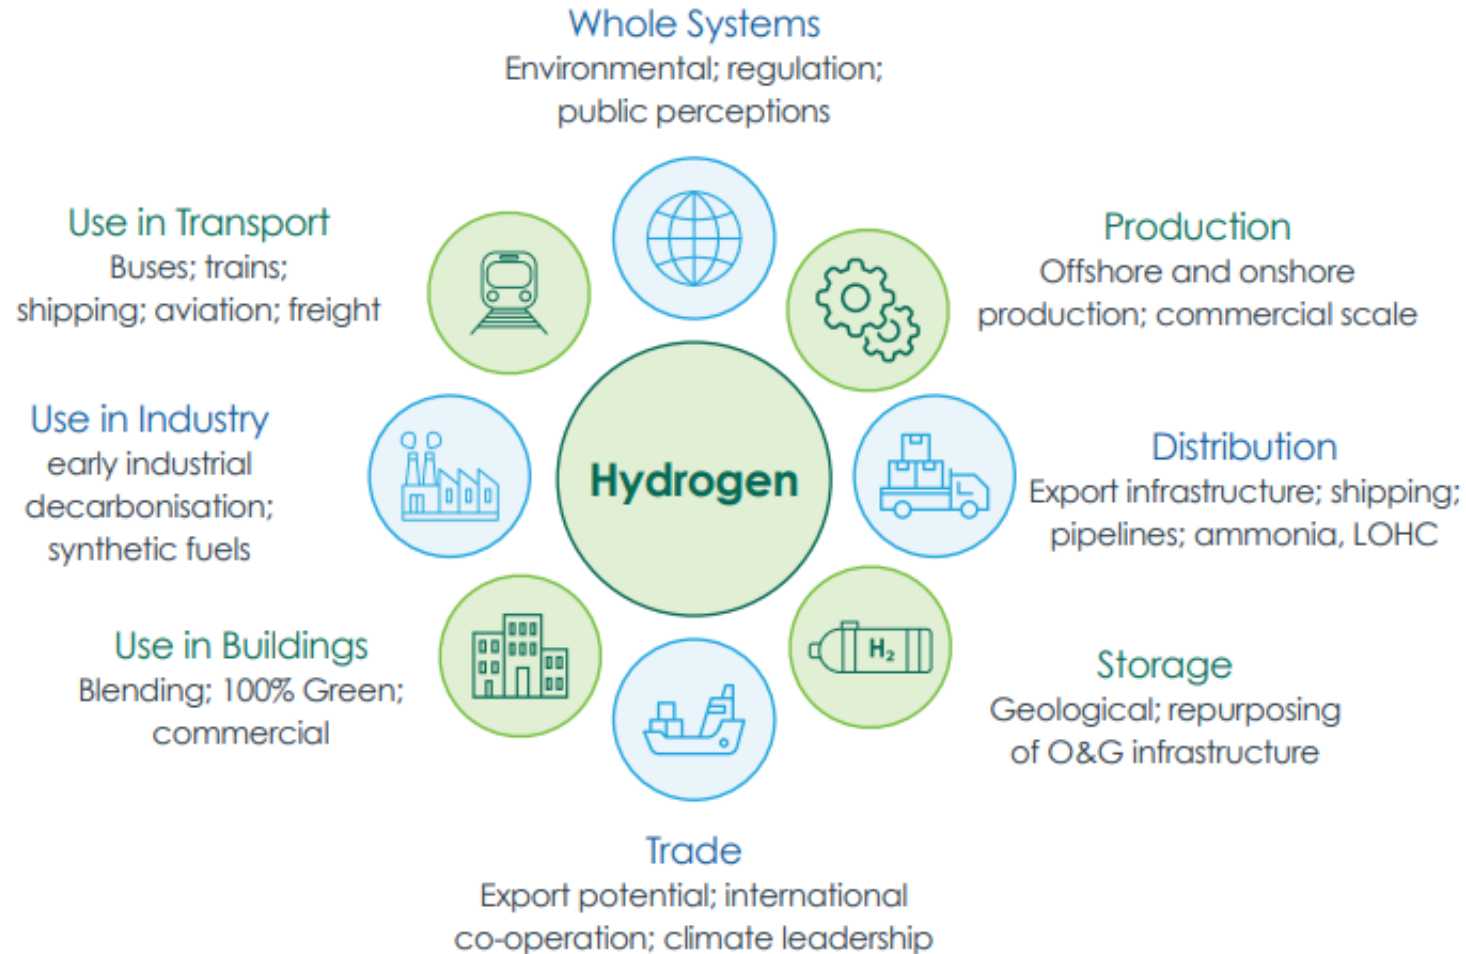 Whole Systems
Environmental; regulation;
public perceptions
Use in Transport
Buses; trains;
shipping; aviation; freight
Production
Offshore and onshore
production; commercial scale
Use in Industry
early industrial
decarbonisation;
synthetic fuels
Hydrogen
Distribution
Export infrastructure; shipping;
pipelines; ammonia, LOHC
Use in Buildings
Blending; 100% Green;
commercial
H₂
Storage
Geological; repurposing
of O&G infrastructure
Trade
Export potential; international
co-operation; climate leadership